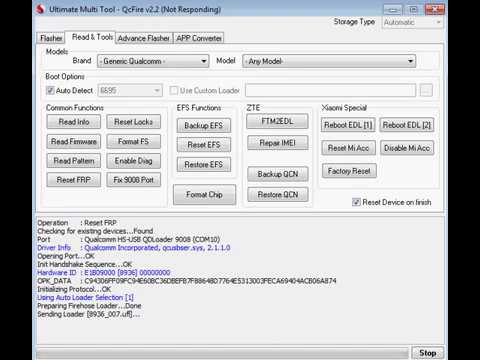 Ultimate Multi Tool - QcFire v2.2 (Not Responding)
Storage Type
Automatic
Flasher
Read & Tools
Advance Flasher
APP Converter
Models
Brand
- Generic Qualcomm -
Model
- Any Model-
Boot Options
Auto Detect
6695
Use Custom Loader
...
Common Functions
EFS Functions
ZTE
Xiaomi Special
Read Info
Reset Locks
Backup EFS
FTM2EDL
Reboot EDL [1]
Reboot EDL [2]
Read Firmware
Format FS
Reset EFS
Repair IMEI
Reset Mi Acc
Disable Mi Acc
Read Pattern
Enable Diag
Restore EFS
Backup QCN
Factory Reset
Reset FRP
Fix 9008 Port
Format Chip
Restore QCN
Reset Device on finish
Operation : Reset FRP
Checking for existing devices...Found
Port : Qualcomm HS-USB QDLoader 9008 (COM10)
Driver Info : Qualcomm Incorporated, qcusbser.sys, 2.1.1.0
Opening Port...OK
Init Handshake Sequence...OK
Hardware ID : E1B09000 [8936] 00000000
OPK_DATA : C94306FF09FC94E60BC36DBEFB7F88648D7764E5313003FECA69404ACB06A874
Initializing Protocol...OK
Using Auto Loader Selection [1]
Preparing Firehose Loader...Done
Sending Loader [8936_007.ufl]...
Stop